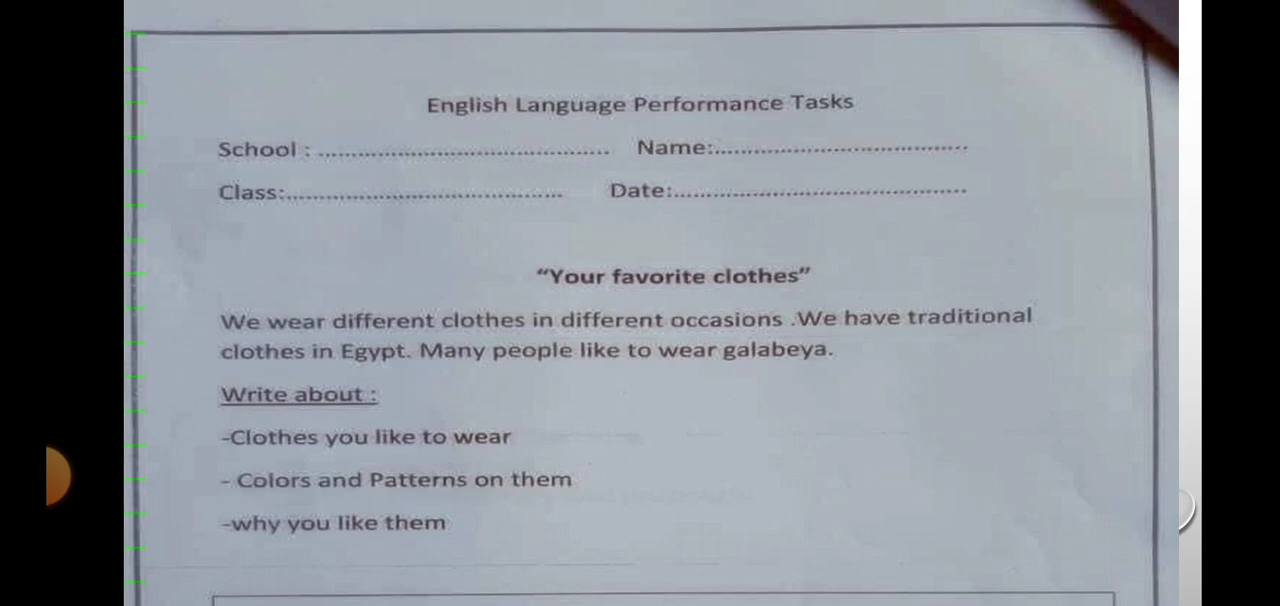 English Language Performance Tasks
School : ............................................ Name:.......................................
Class:.......................................... Date:.............................................
“Your favorite clothes”
We wear different clothes in different occasions .We have traditional
clothes in Egypt. Many people like to wear galabeya.
Write about :
-Clothes you like to wear
- Colors and Patterns on them
-why you like them